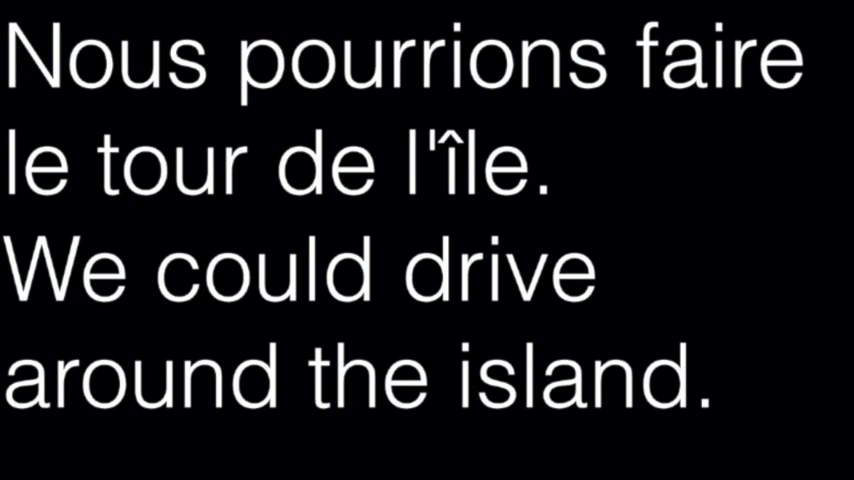 Nous pourrions faire
le tour de l'île.
We could drive
around the island.